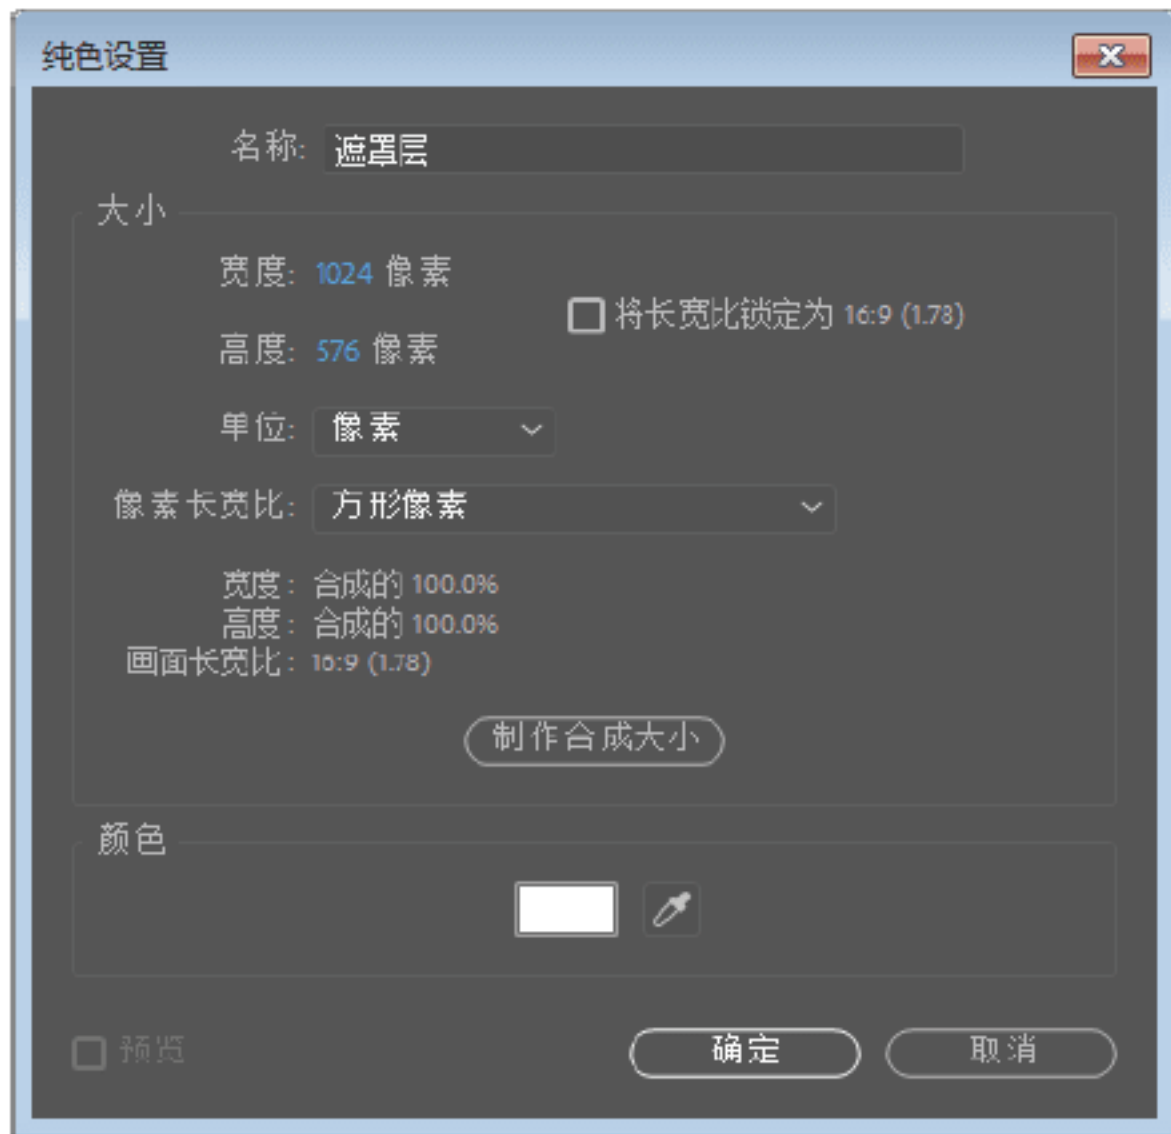 纯色设置
名称: 遮罩层
大小
宽度: 1024 像素
将长宽比锁定为 16:9 (1.78)
高度: 576 像素
单位: 像素
像素长宽比: 方形像素
宽度: 合成的 100.0%
高度: 合成的 100.0%
画面长宽比: 16:9 (1.78)
制作合成大小
颜色
预览
确定
取消